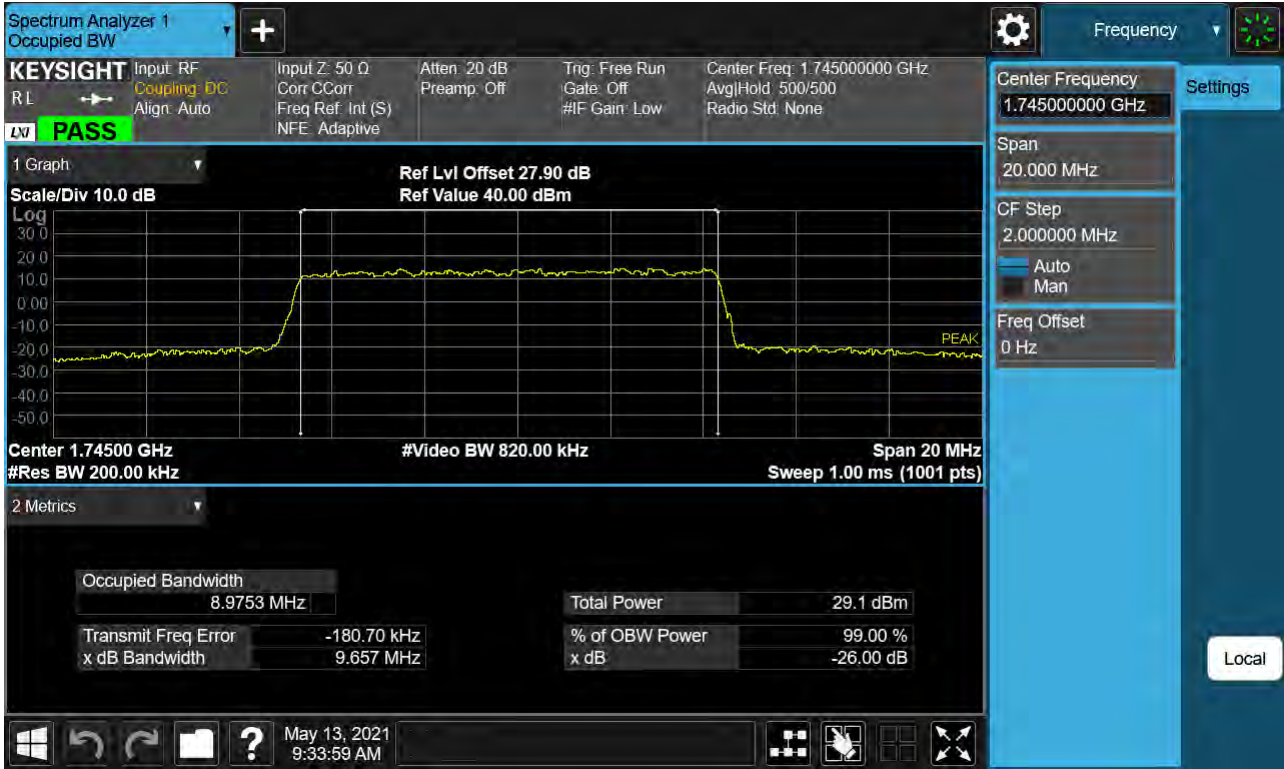 Spectrum Analyzer 1
Occupied BW
Frequency
KEYSIGHT
RL
LXI
PASS
Input: RF
Coupling: DC
Align: Auto
Input Z: 50 Ω
Corr CCorr
Freq Ref: Int (S)
NFE: Adaptive
Atten: 20 dB
Preamp: Off
Trig: Free Run
Gate: Off
#IF Gain: Low
Center Freq: 1.745000000 GHz
Avg|Hold: 500/500
Radio Std: None
Center Frequency
1.745000000 GHz
Settings
Span
20.000 MHz
CF Step
2.000000 MHz
Auto
Man
Freq Offset
0 Hz
Local
1 Graph
Scale/Div 10.0 dB
Ref Lvl Offset 27.90 dB
Ref Value 40.00 dBm
Log
30.0
20.0
10.0
0.00
-10.0
-20.0
-30.0
-40.0
-50.0
PEAK
Center 1.74500 GHz
#Res BW 200.00 kHz
#Video BW 820.00 kHz
Span 20 MHz
Sweep 1.00 ms (1001 pts)
2 Metrics
Occupied Bandwidth
8.9753 MHz
Transmit Freq Error -180.70 kHz
x dB Bandwidth 9.657 MHz
Total Power 29.1 dBm
% of OBW Power 99.00 %
x dB -26.00 dB
?
May 13, 2021
9:33:59 AM